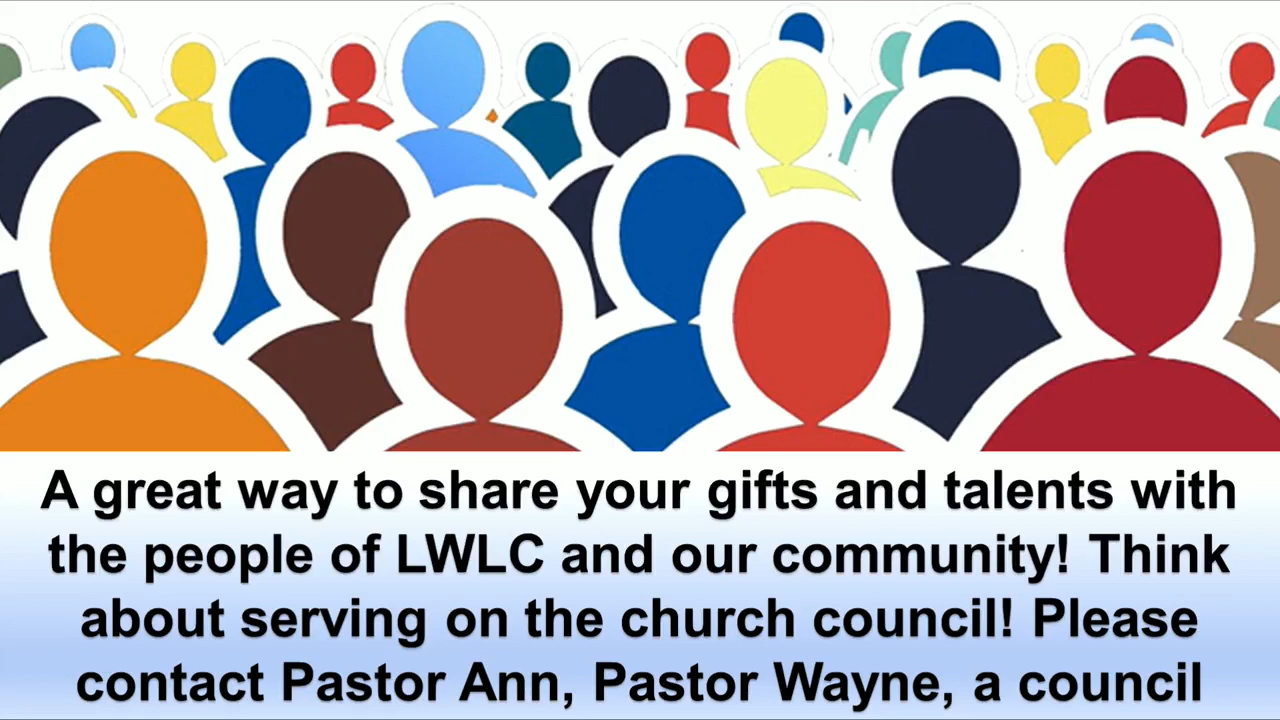 A great way to share your gifts and talents with
the people of LWLC and our community! Think
about serving on the church council! Please
contact Pastor Ann, Pastor Wayne, a council